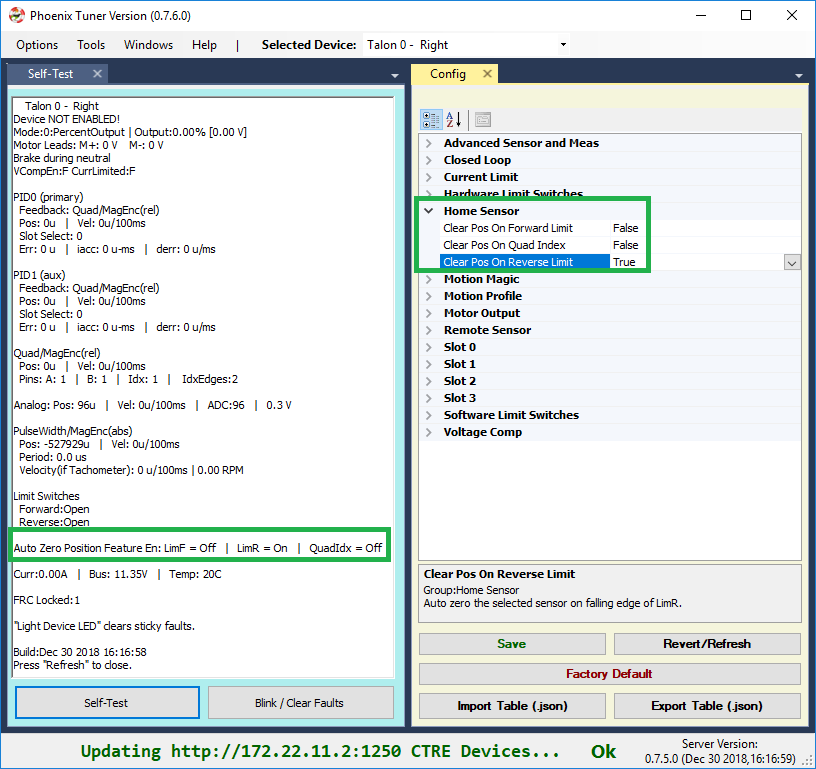 Phoenix Tuner Version (0.7.6.0)
Options Tools Windows Help | Selected Device: Talon 0 - Right
Self-Test
Talon 0 - Right
Device NOT ENABLED!
Mode:0:PercentOutput | Output:0.00% [0.00 V]
Motor Leads: M+: 0 V M-: 0 V
Brake during neutral
VCompEn:F CurrLimited:F
PID0 (primary)
Feedback: Quad/MagEnc(rel)
Pos: 0u | Vel: 0u/100ms
Slot Select: 0
Err: 0 u | iacc: 0 u-ms | derr: 0 u/ms
PID1 (aux)
Feedback: Quad/MagEnc(rel)
Pos: 0u | Vel: 0u/100ms
Slot Select: 0
Err: 0 u | iacc: 0 u-ms | derr: 0 u/ms
Quad/MagEnc(rel)
Pos: 0u | Vel: 0u/100ms
Pins: A: 1 | B: 1 | Idx: 1 | IdxEdges:2
Analog: Pos: 96u | Vel: 0u/100ms | ADC:96 | 0.3 V
PulseWidth/MagEnc(abs)
Pos: -527929u | Vel: 0u/100ms
Period: 0.0 us
Velocity(if Tachometer): 0 u/100ms | 0.00 RPM
Limit Switches
Forward:Open
Reverse:Open
Auto Zero Position Feature En: LimF = Off | LimR = On | QuadIdx = Off
Curr:0.00A | Bus: 11.35V | Temp: 20C
FRC Locked:1
"Light Device LED" clears sticky faults.
Build:Dec 30 2018 16:16:58
Press "Refresh" to close.
Self-Test
Blink / Clear Faults
Config
Advanced Sensor and Meas
Closed Loop
Current Limit
Hardware Limit Switches
Home Sensor
Clear Pos On Forward Limit False
Clear Pos On Quad Index False
Clear Pos On Reverse Limit True
Motion Magic
Motion Profile
Motor Output
Remote Sensor
Slot 0
Slot 1
Slot 2
Slot 3
Software Limit Switches
Voltage Comp
Clear Pos On Reverse Limit
Group:Home Sensor
Auto zero the selected sensor on falling edge of LimR.
Save
Revert/Refresh
Factory Default
Import Table (.json)
Export Table (.json)
Updating http://172.22.11.2:1250 CTRE Devices... Ok
Server Version:
0.7.5.0 (Dec 30 2018,16:16:59)